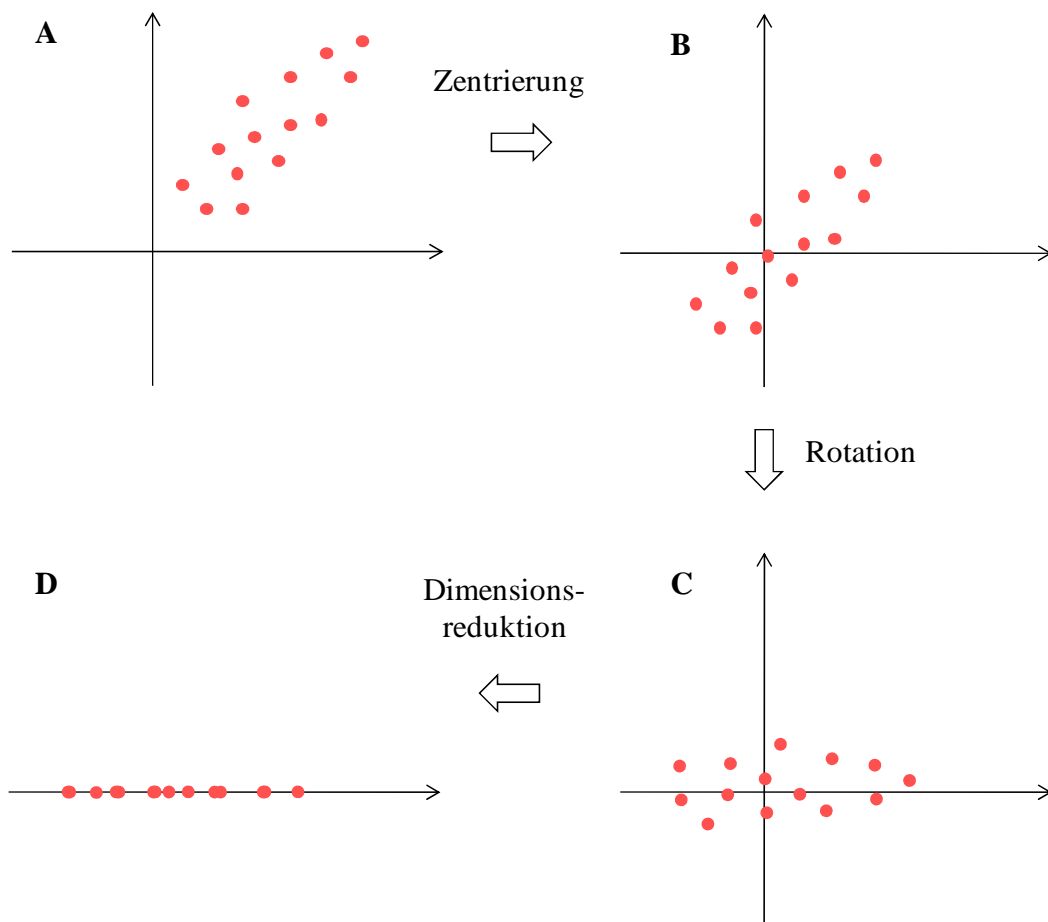 A
Zentrierung
B
Rotation
C
Dimensions-
reduktion
D